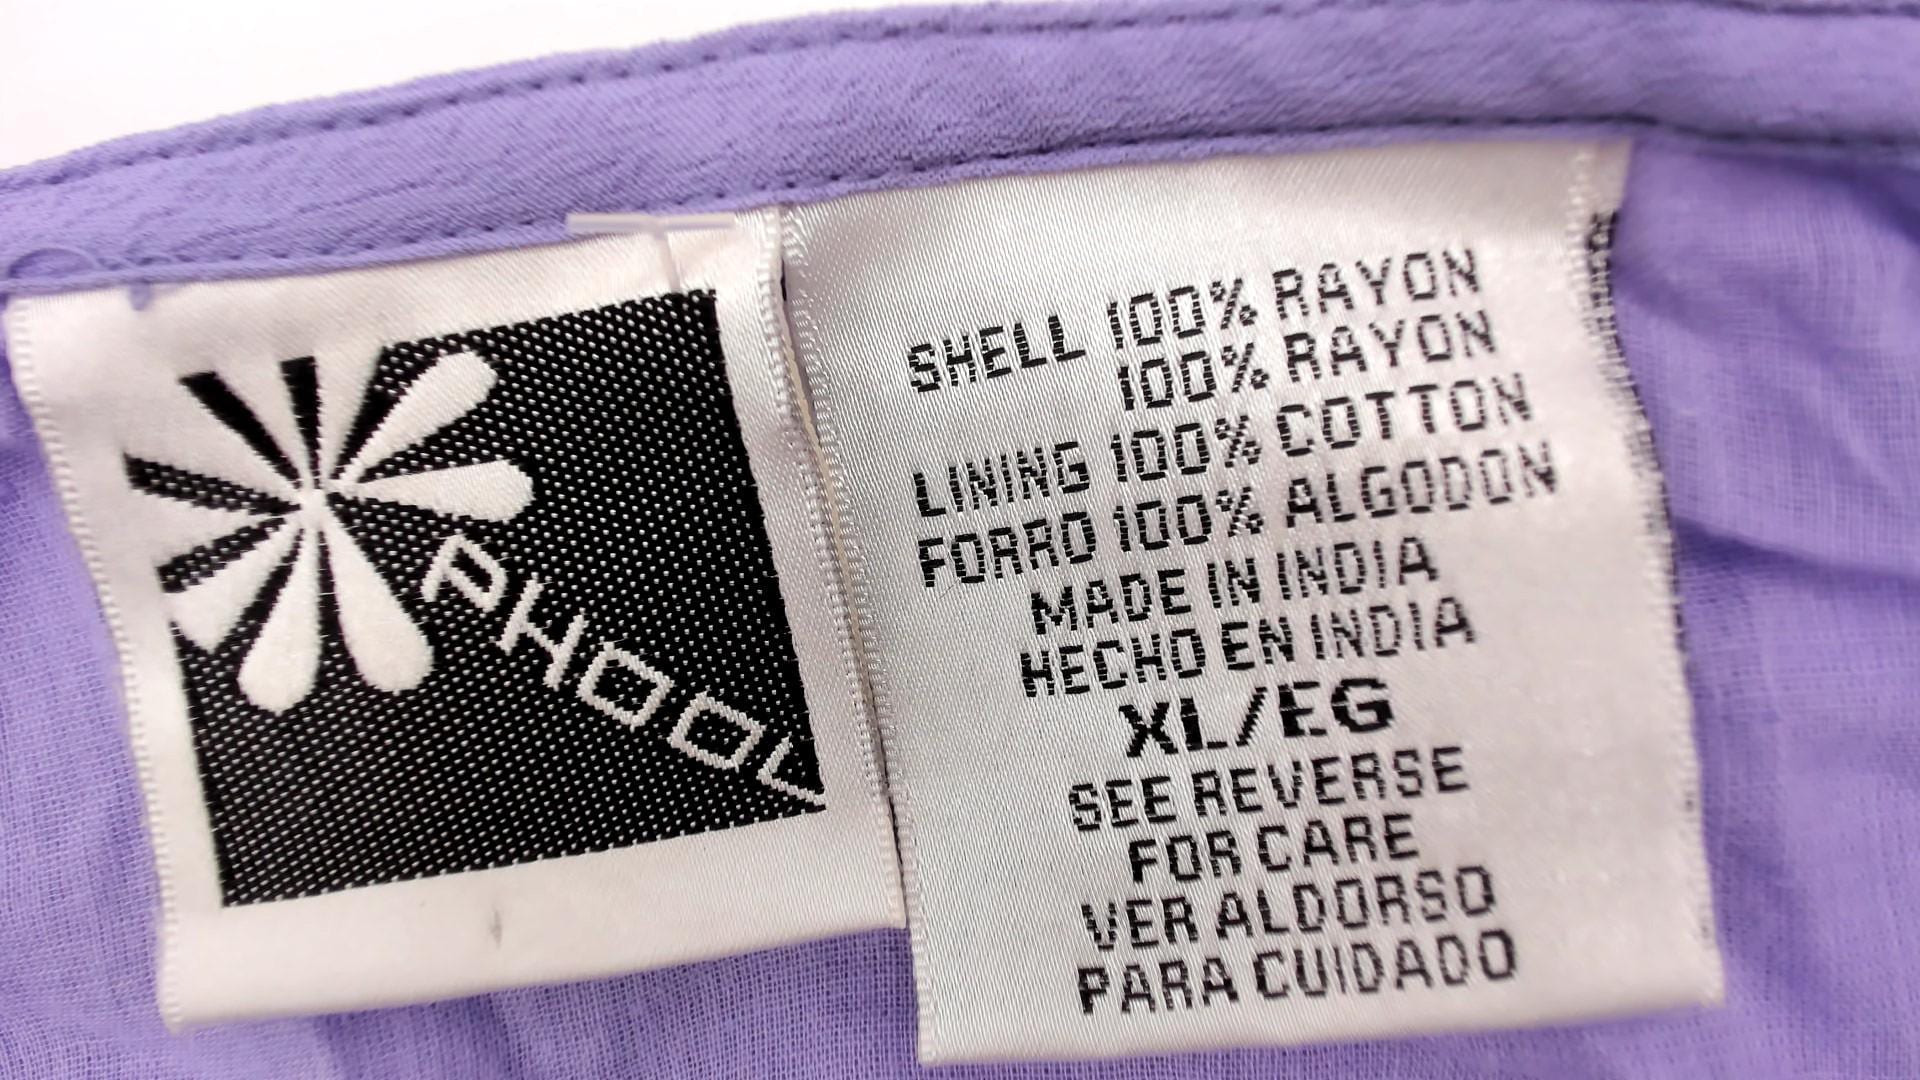 PHOOL
SHELL 100% RAYON
100% RAYON
LINING 100% COTTON
FORRO 100% ALGODON
MADE IN INDIA
HECHO EN INDIA
XL/EG
SEE REVERSE
FOR CARE
VER ALDORSO
PARA CUIDADO